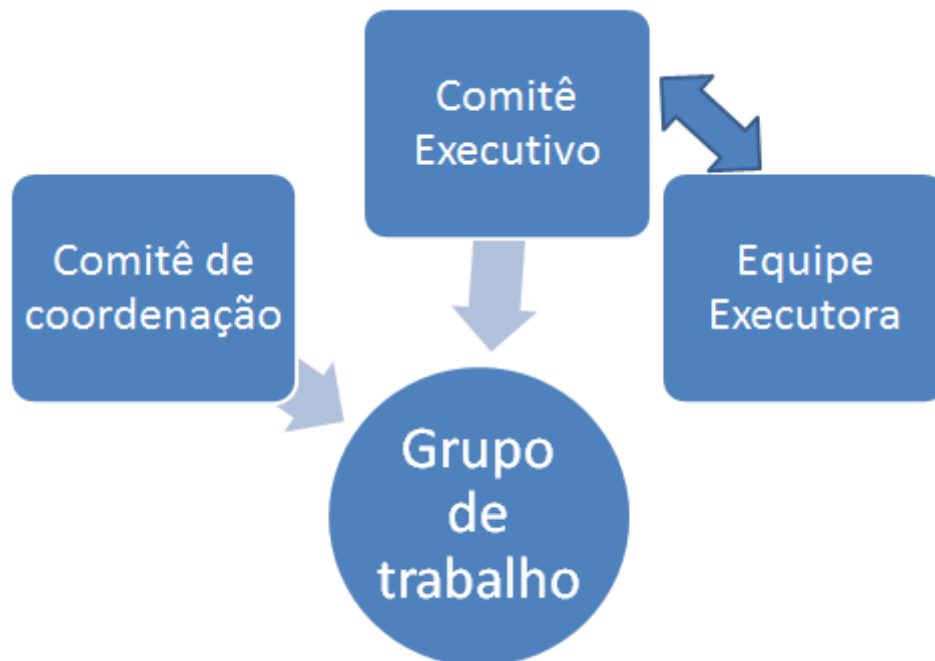 Comitê
Executivo
Comitê de
coordenação
Equipe
Executora
Grupo
de
trabalho